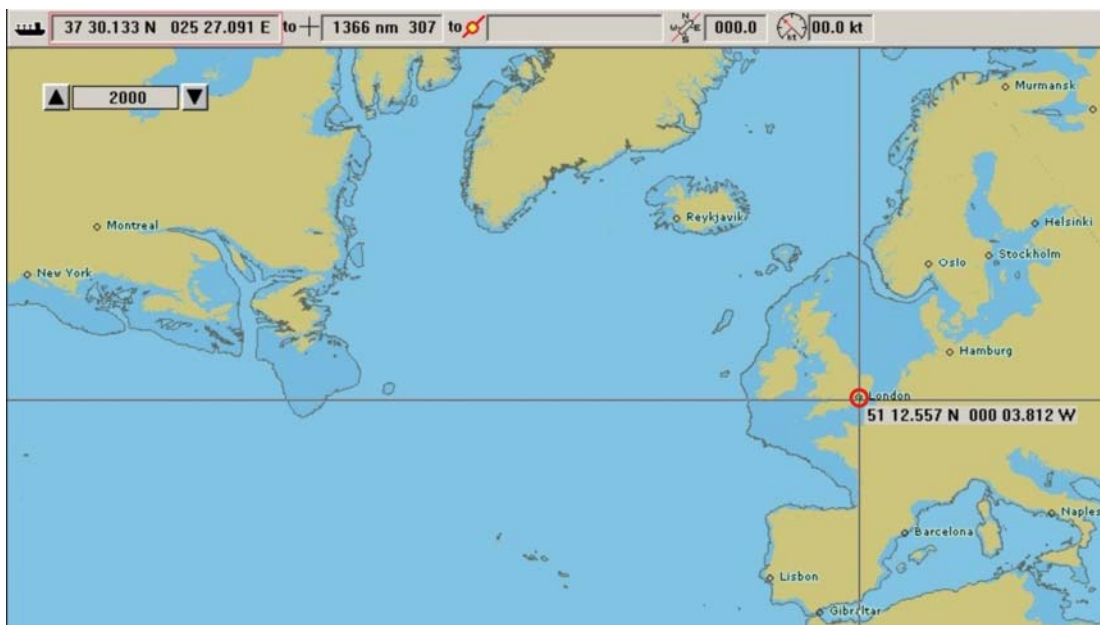 37 30.133 N 025 27.091 E to 1366 nm 307 to 000.0 00.0 kt
N
W E
S
kt
2000
Murmansk
Montreal
Reykjavik
Helsinki
Stockholm
Oslo
New York
Hamburg
London
51 12.557 N 000 03.812 W
Naples
Barcelona
Lisbon
Gibraltar